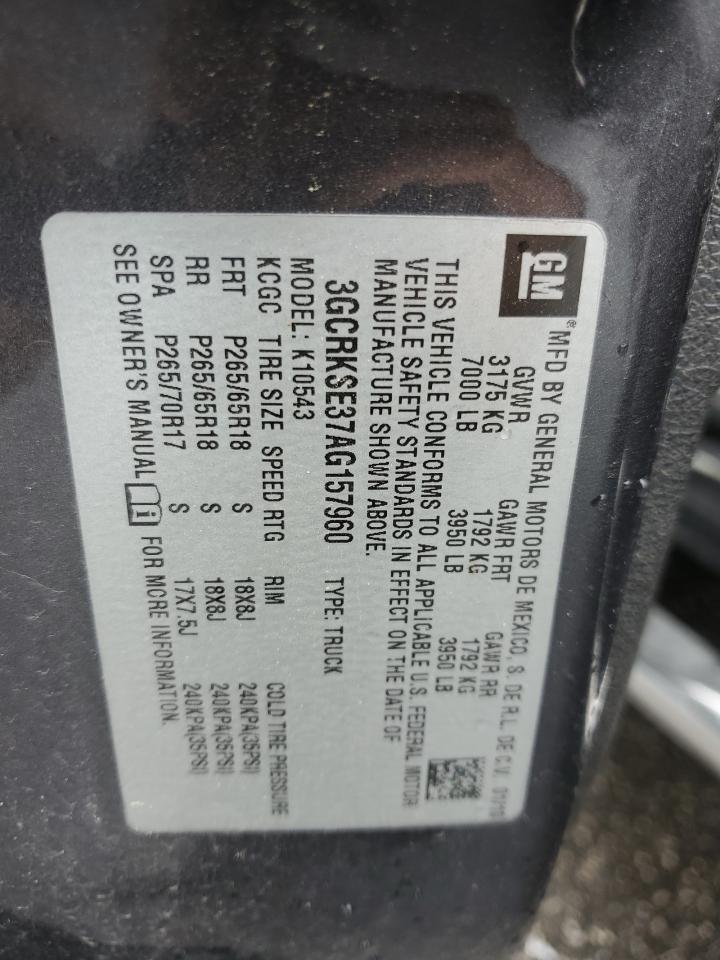 GM
® MFD BY GENERAL MOTORS DE MEXICO, S. DE R.L. DE C.V. 01/10
GVWR GAWR FRT GAWR RR
3175 KG 1792 KG 1792 KG
7000 LB 3950 LB 3950 LB
THIS VEHICLE CONFORMS TO ALL APPLICABLE U.S. FEDERAL MOTOR
VEHICLE SAFETY STANDARDS IN EFFECT ON THE DATE OF
MANUFACTURE SHOWN ABOVE.
3GCRKSE37AG157960 TYPE: TRUCK
MODEL: K10543
KCGC TIRE SIZE SPEED RTG RIM COLD TIRE PRESSURE
FRT P265/65R18 S 18X8J 240KPA(35PSI)
RR P265/65R18 S 18X8J 240KPA(35PSI)
SPA P265/70R17 S 17X7.5J 240KPA(35PSI)
SEE OWNER'S MANUAL i FOR MORE INFORMATION.